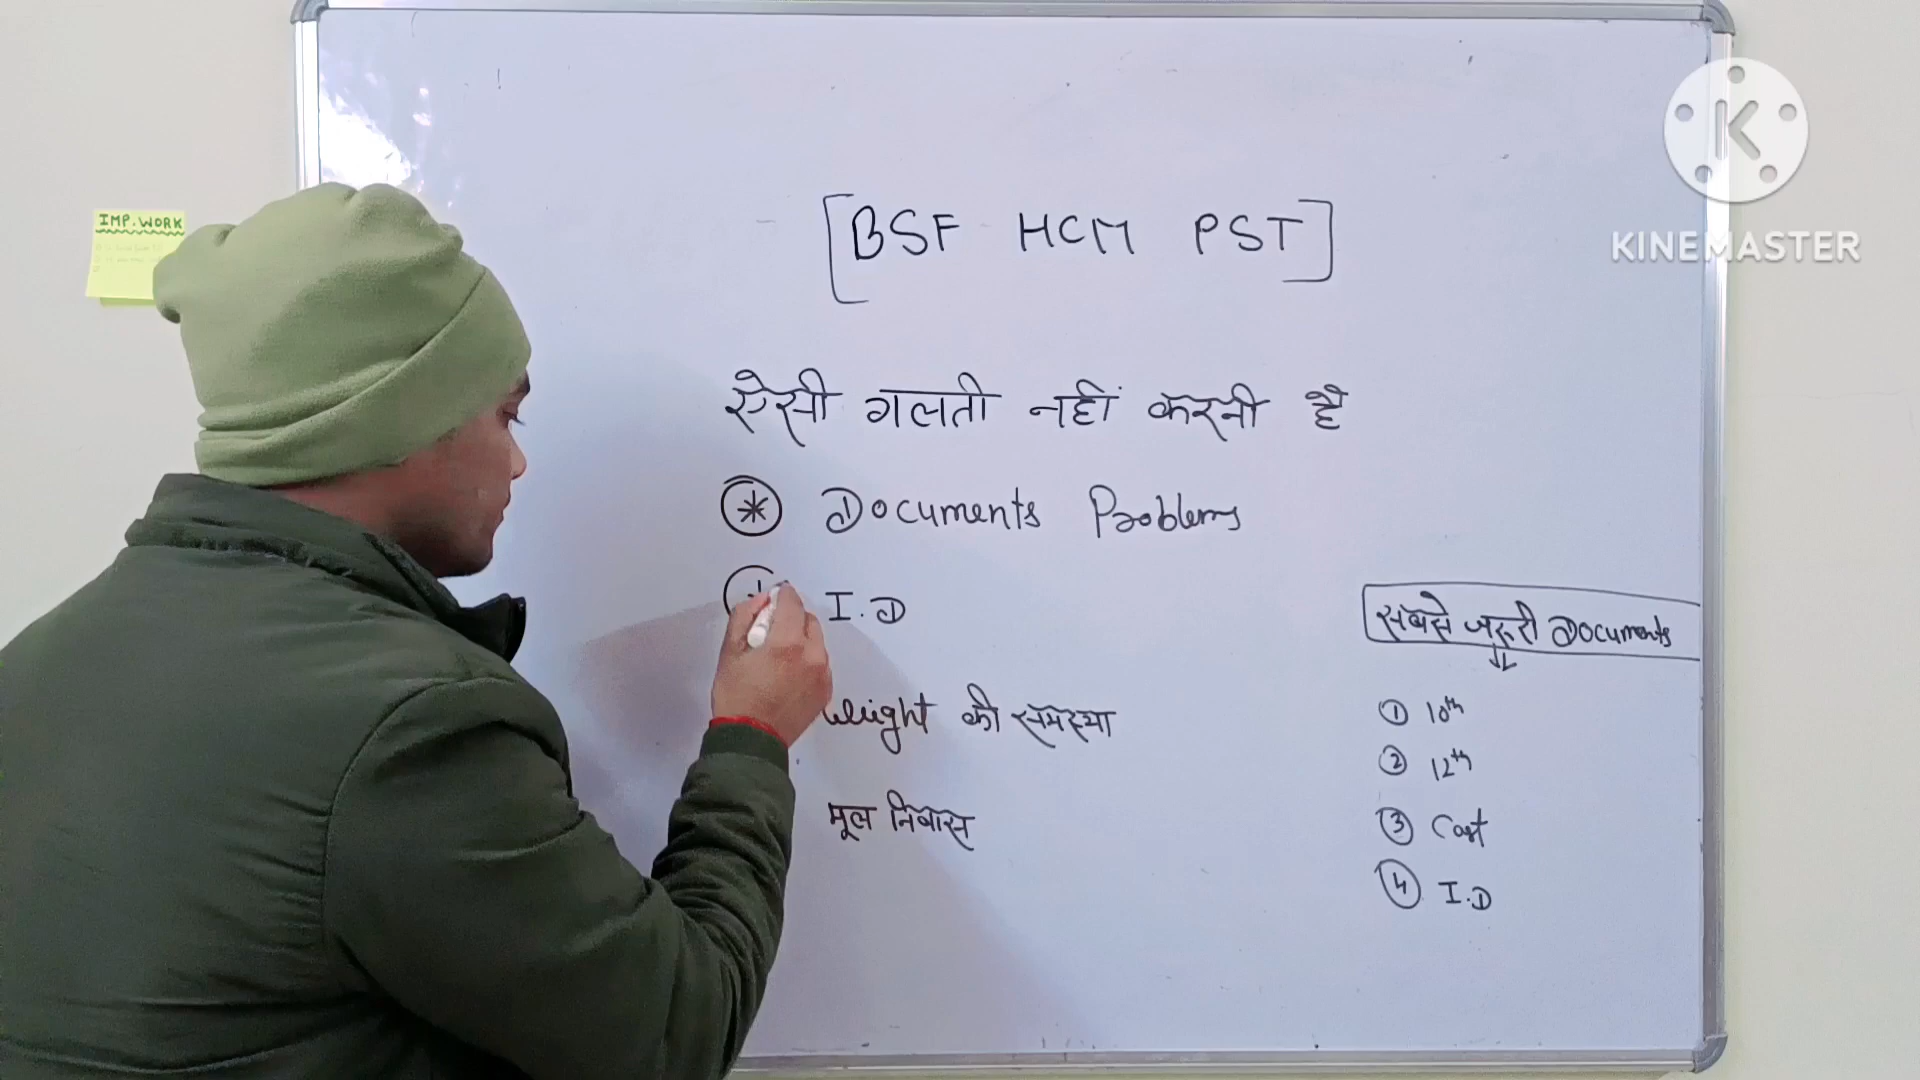 IMP. WORK
[BSF HCM PST]
ऐसी गलती नहीं करनी है
* Documents Problems
I.D
Weight की समस्या
मूल निवास
सबसे जरूरी Documents
① 10th
② 12th
③ Cast
④ I.D
KINEMASTER